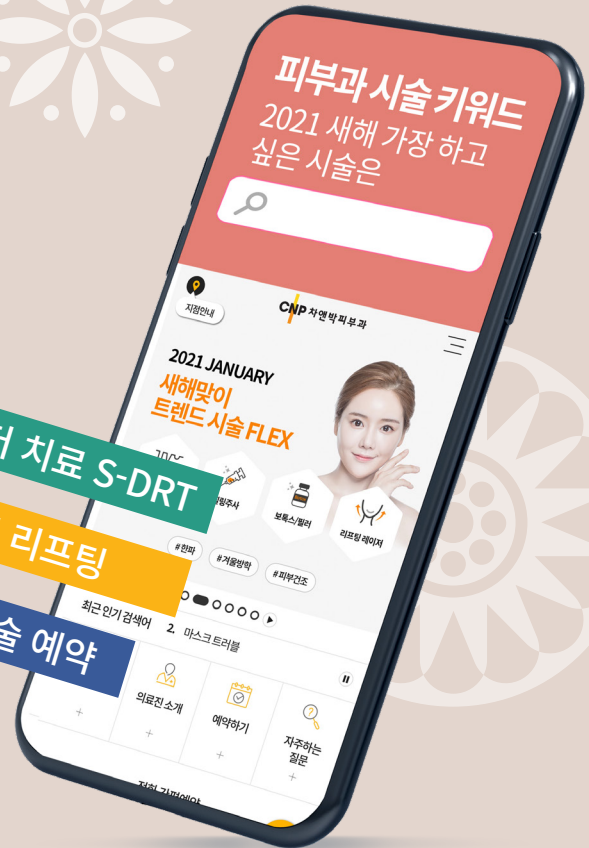 피부과 시술 키워드
2021 새해 가장 하고
싶은 시술은
지점안내
CNP 차앤박피부과
2021 JANUARY
새해맞이
트렌드 시술 FLEX
보톡스/필러
리프팅 레이저
#한파
#겨울방학
#피부건조
치료 S-DRT
리프팅
예약
최근 인기 검색어
2. 마스크 트러블
의료진 소개
예약하기
자주하는
질문